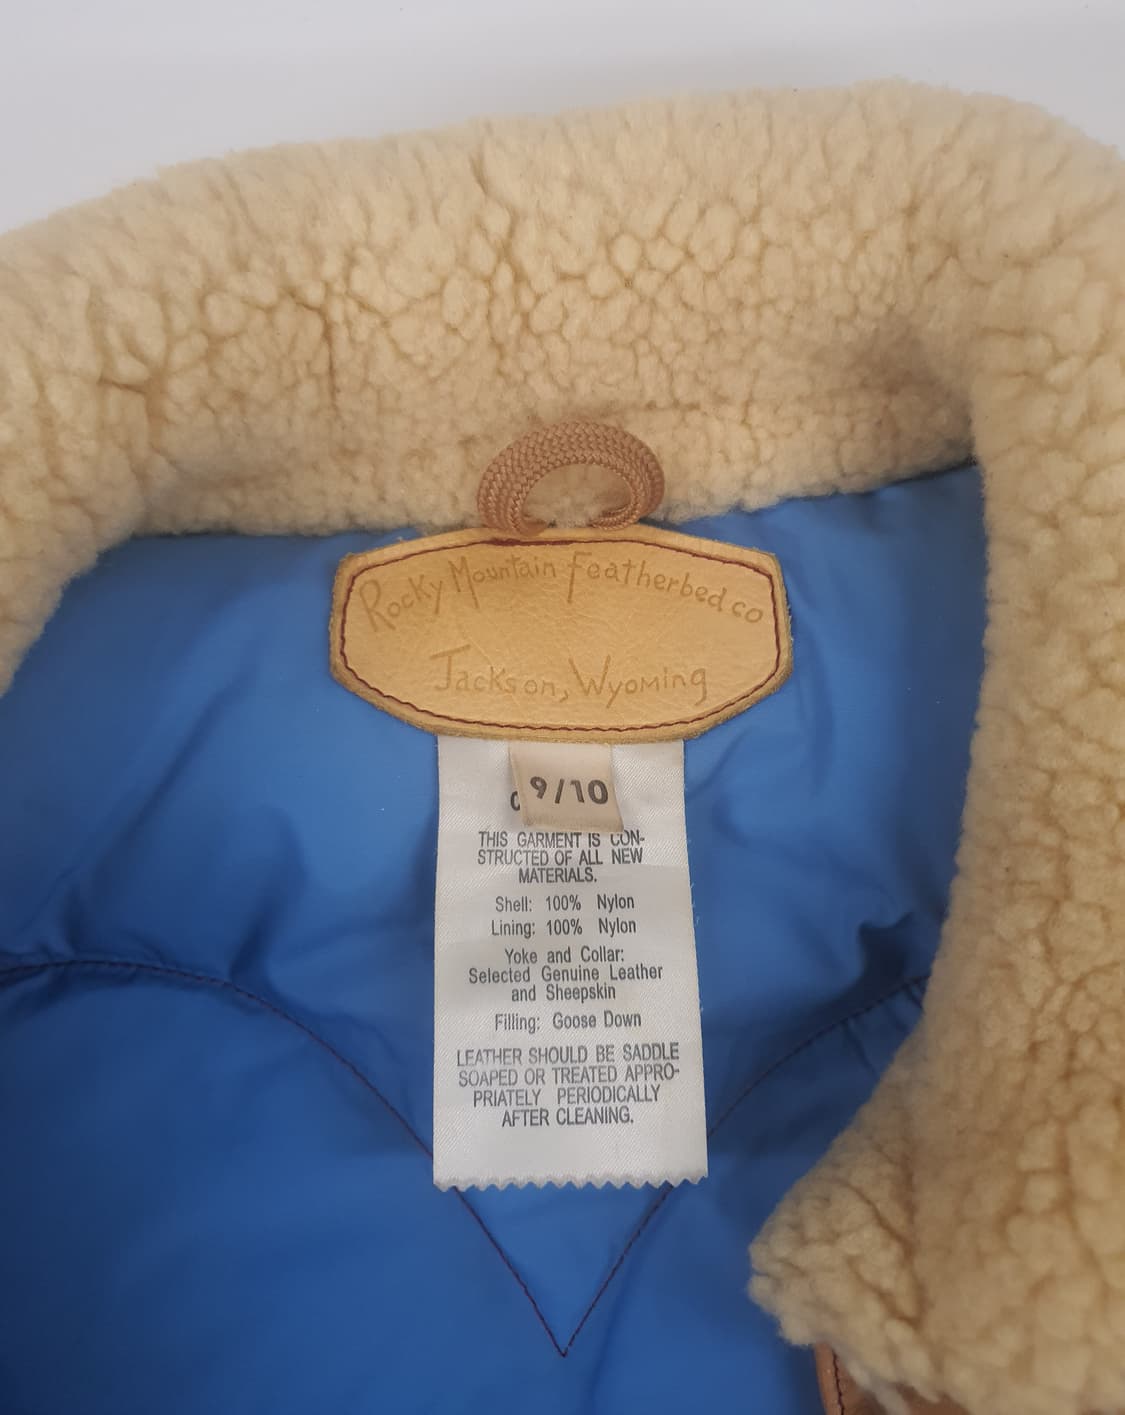 Rocky Mountain Featherbed co
Jackson, Wyoming
9/10
THIS GARMENT IS CON-
STRUCTED OF ALL NEW
MATERIALS.
Shell: 100% Nylon
Lining: 100% Nylon
Yoke and Collar:
Selected Genuine Leather
and Sheepskin
Filling: Goose Down
LEATHER SHOULD BE SADDLE
SOAPED OR TREATED APPRO-
PRIATELY PERIODICALLY
AFTER CLEANING.